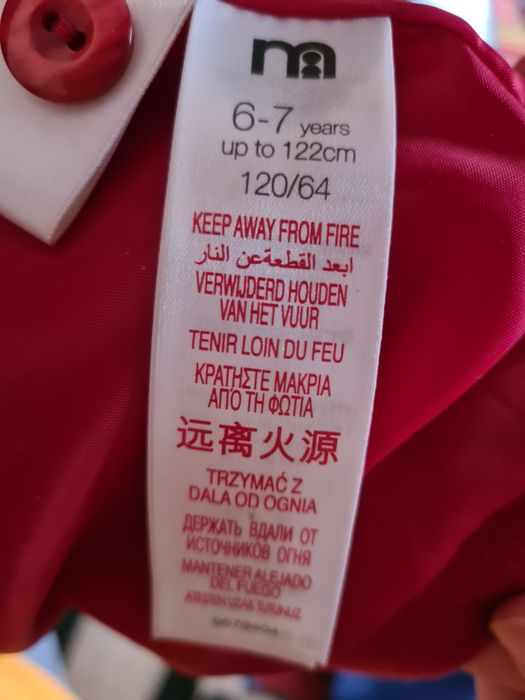 m
6-7 years
up to 122cm
120/64
KEEP AWAY FROM FIRE
ابعد القطعة عن النار
VERWIJDERD HOUDEN
VAN HET VUUR
TENIR LOIN DU FEU
ΚΡΑΤΗΣΤΕ ΜΑΚΡΙΑ
ΑΠΟ ΤΗ ΦΩΤΙΑ
远离火源
TRZYMAĆ Z
DALA OD OGNIA
ДЕРЖАТЬ ВДАЛИ ОТ
ИСТОЧНИКОВ ОГНЯ
MANTENER ALEJADO
DEL FUEGO
ATEŞTEN UZAK TUTUNUZ